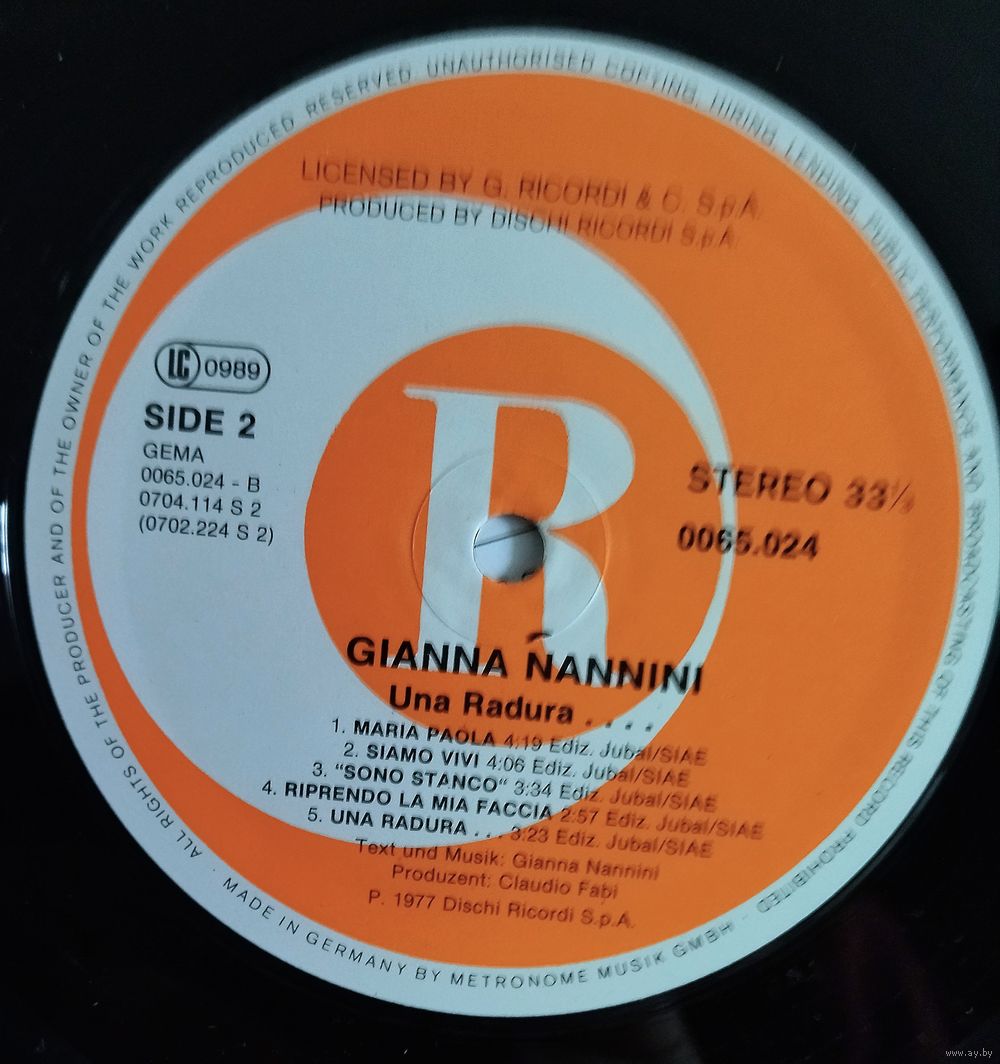 ALL RIGHTS OF THE PRODUCER AND OF THE OWNER OF THE WORK REPRODUCED RESERVED UNAUTHORISED COPYING, HIRING, LENDING, PUBLIC PERFORMANCE AND BROADCASTING OF THIS RECORD PROHIBITED
LICENSED BY G. RICORDI & C. S.p.A.
PRODUCED BY DISCHI RICORDI S.p.A.
LC 0989
SIDE 2
GEMA
0065.024 - B
0704.114 S 2
(0702.224 S 2)
R
STEREO 33⅓
0065.024
GIANNA NANNINI
Una Radura . . . .
1. MARIA PAOLA 4:19 Ediz. Jubal/SIAE
2. SIAMO VIVI 4:06 Ediz. Jubal/SIAE
3. "SONO STANCO“ 3:34 Ediz. Jubal/SIAE
4. RIPRENDO LA MIA FACCIA 2:57 Ediz. Jubal/SIAE
5. UNA RADURA . . . 3:23 Ediz. Jubal/SIAE
Text und Musik: Gianna Nannini
Produzent: Claudio Fabi
P. 1977 Dischi Ricordi S.p.A.
MADE IN GERMANY BY METRONOME MUSIK GMBH
www.ay.by